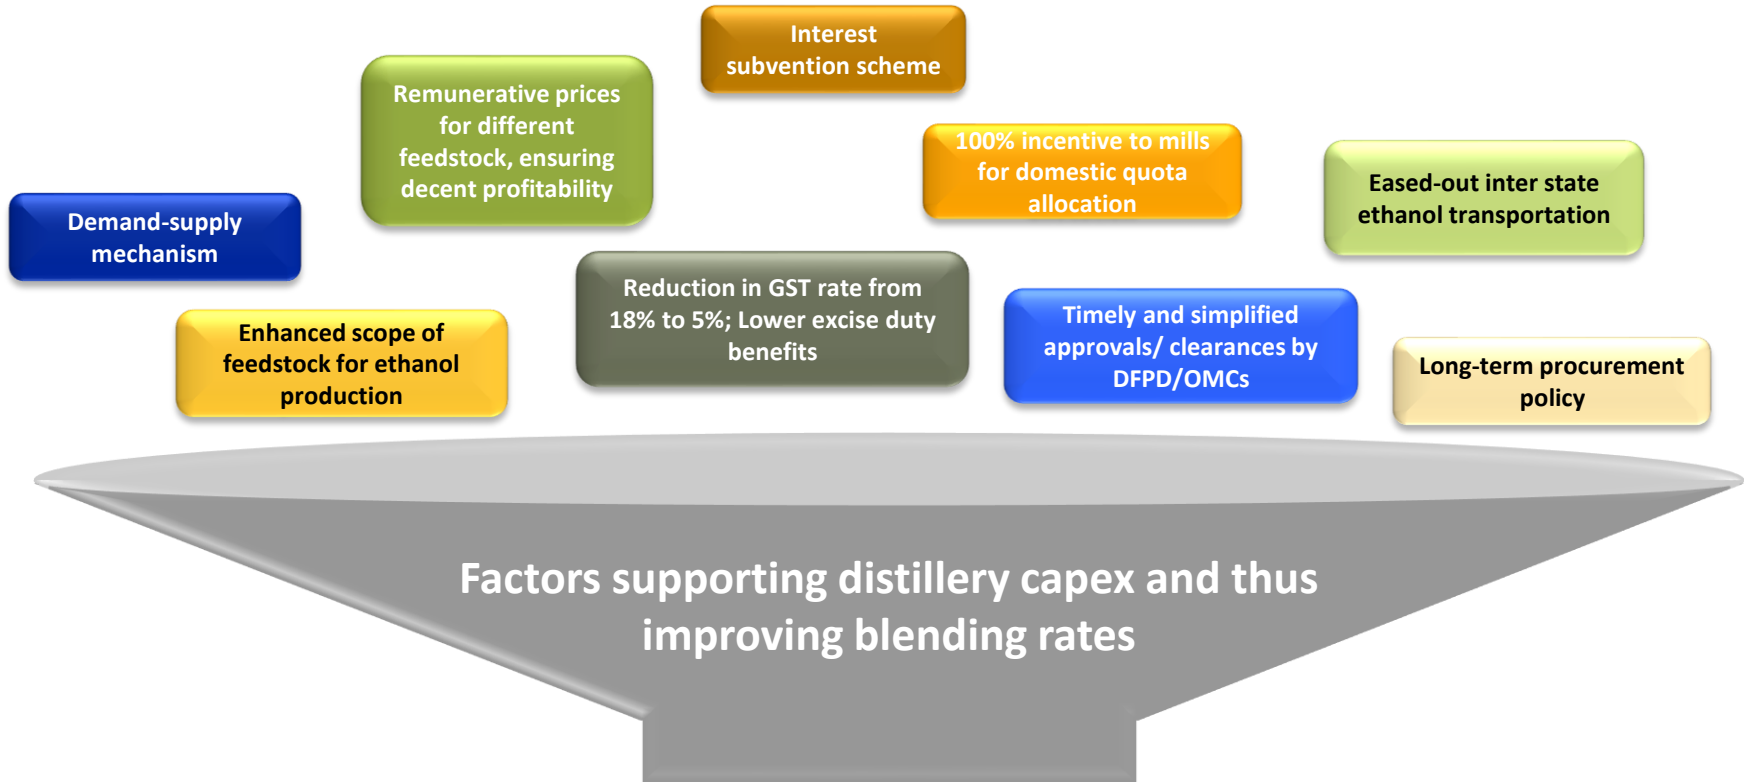 Interest
subvention scheme
Remunerative prices
for different
feedstock, ensuring
decent profitability
100% incentive to mills
for domestic quota
allocation
Eased-out inter state
ethanol transportation
Demand-supply
mechanism
Reduction in GST rate from
18% to 5%; Lower excise duty
benefits
Timely and simplified
approvals/ clearances by
DFPD/OMCs
Enhanced scope of
feedstock for ethanol
production
Long-term procurement
policy
Factors supporting distillery capex and thus
improving blending rates